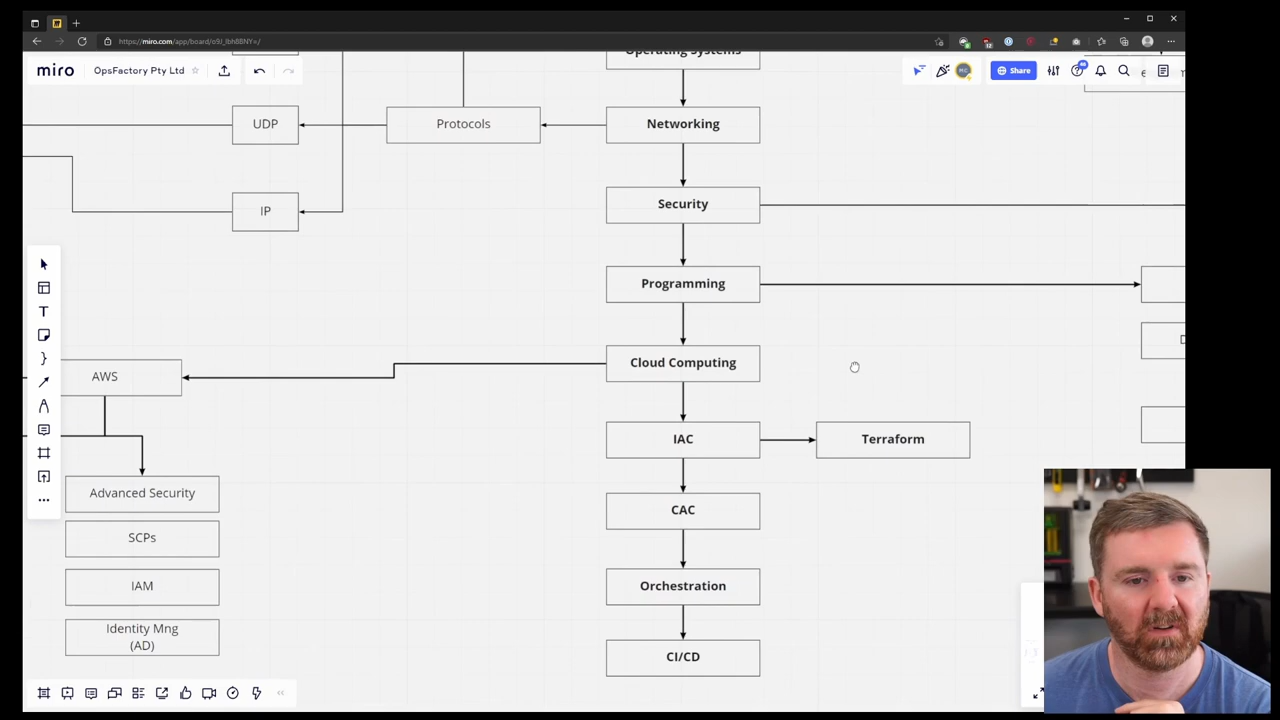 https://miro.com/app/board/o9J_lbh8BNY=/
miro
OpsFactory Pty Ltd
Share
Operating Systems
UDP
Protocols
Networking
IP
Security
Programming
AWS
Cloud Computing
IAC
Terraform
Advanced Security
CAC
SCPs
IAM
Orchestration
Identity Mng
(AD)
CI/CD